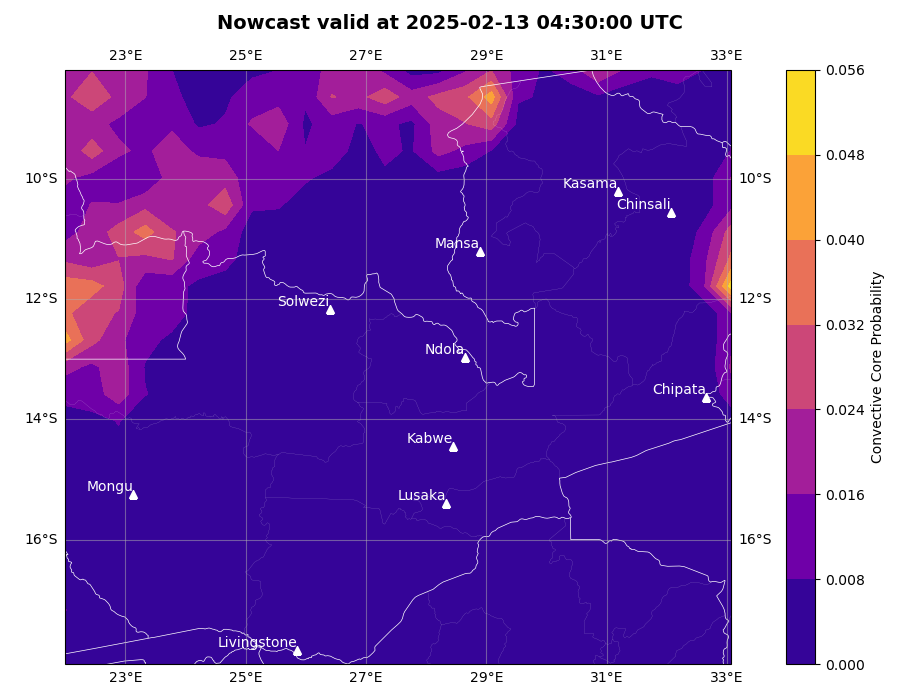 Nowcast valid at 2025-02-13 04:30:00 UTC
23°E 25°E 27°E 29°E 31°E 33°E
0.056
0.048
10°S Kasama 10°S
Chinsali
0.040
Mansa
12°S Solwezi 12°S
0.032
Ndola
Chipata
0.024
14°S 14°S
Kabwe
Mongu Lusaka
0.016
16°S 16°S
0.008
Livingstone
0.000
23°E 25°E 27°E 29°E 31°E 33°E
Convective Core Probability